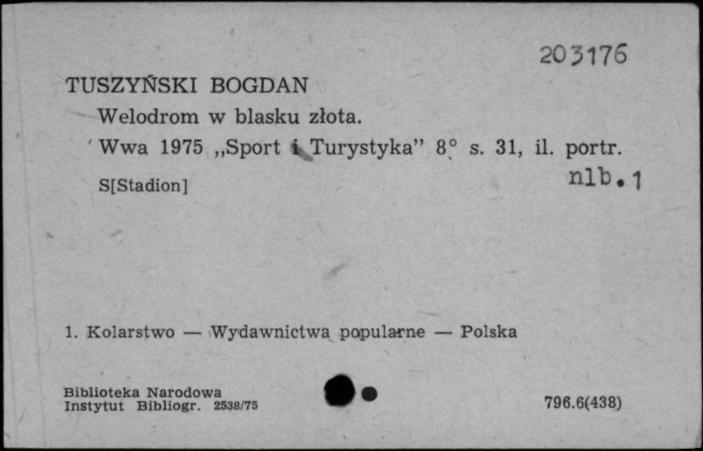 203176
TUSZYŃSKI BOGDAN
Welodrom w blasku złota.
Wwa 1975 „Sport i Turystyka” 8° s. 31, il. portr.
nlb. 1
S[Stadion]
1. Kolarstwo — Wydawnictwa popularne — Polska
Biblioteka Narodowa
Instytut Bibliogr. 2538/75
796.6(438)